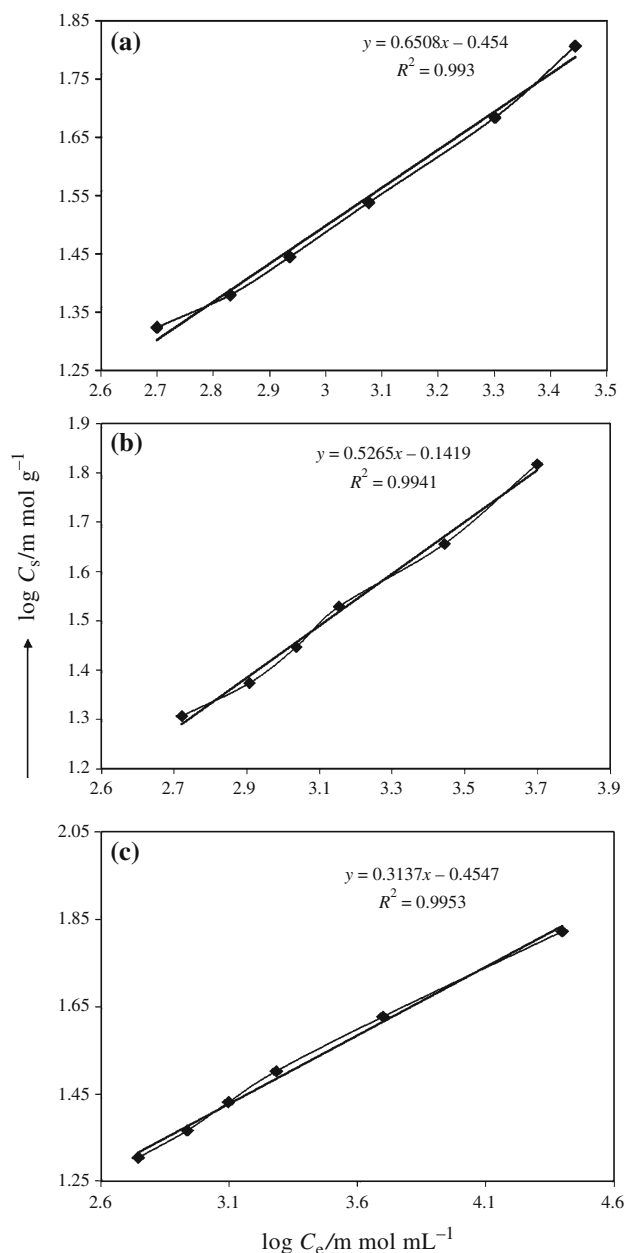 (a)
y = 0.6508x – 0.454
R² = 0.993
1.85
1.75
1.65
1.55
1.45
1.35
1.25
2.6 2.7 2.8 2.9 3 3.1 3.2 3.3 3.4 3.5
(b)
y = 0.5265x – 0.1419
R² = 0.9941
1.9
1.8
1.7
1.6
1.5
1.4
1.3
1.2
2.6 2.7 2.9 3.1 3.3 3.5 3.7 3.9
log Cₛ/m mol g⁻¹
(c)
y = 0.3137x – 0.4547
R² = 0.9953
2.05
1.85
1.65
1.45
1.25
2.6 3.1 3.6 4.1 4.6
log Cₑ/m mol mL⁻¹